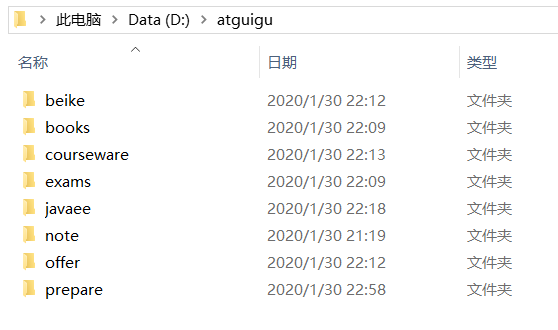 此电脑 > Data (D:) > atguigu
名称 日期 类型
beike 2020/1/30 22:12 文件夹
books 2020/1/30 22:09 文件夹
courseware 2020/1/30 22:13 文件夹
exams 2020/1/30 22:09 文件夹
javaee 2020/1/30 22:18 文件夹
note 2020/1/30 21:19 文件夹
offer 2020/1/30 22:12 文件夹
prepare 2020/1/30 22:58 文件夹